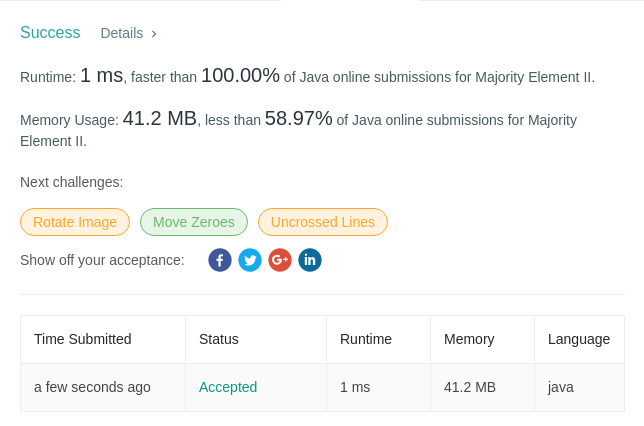 Success Details ›
Runtime: 1 ms, faster than 100.00% of Java online submissions for Majority Element II.
Memory Usage: 41.2 MB, less than 58.97% of Java online submissions for Majority
Element II.
Next challenges:
Rotate Image Move Zeroes Uncrossed Lines
Show off your acceptance: f G+ in
Time Submitted Status Runtime Memory Language
a few seconds ago Accepted 1 ms 41.2 MB java